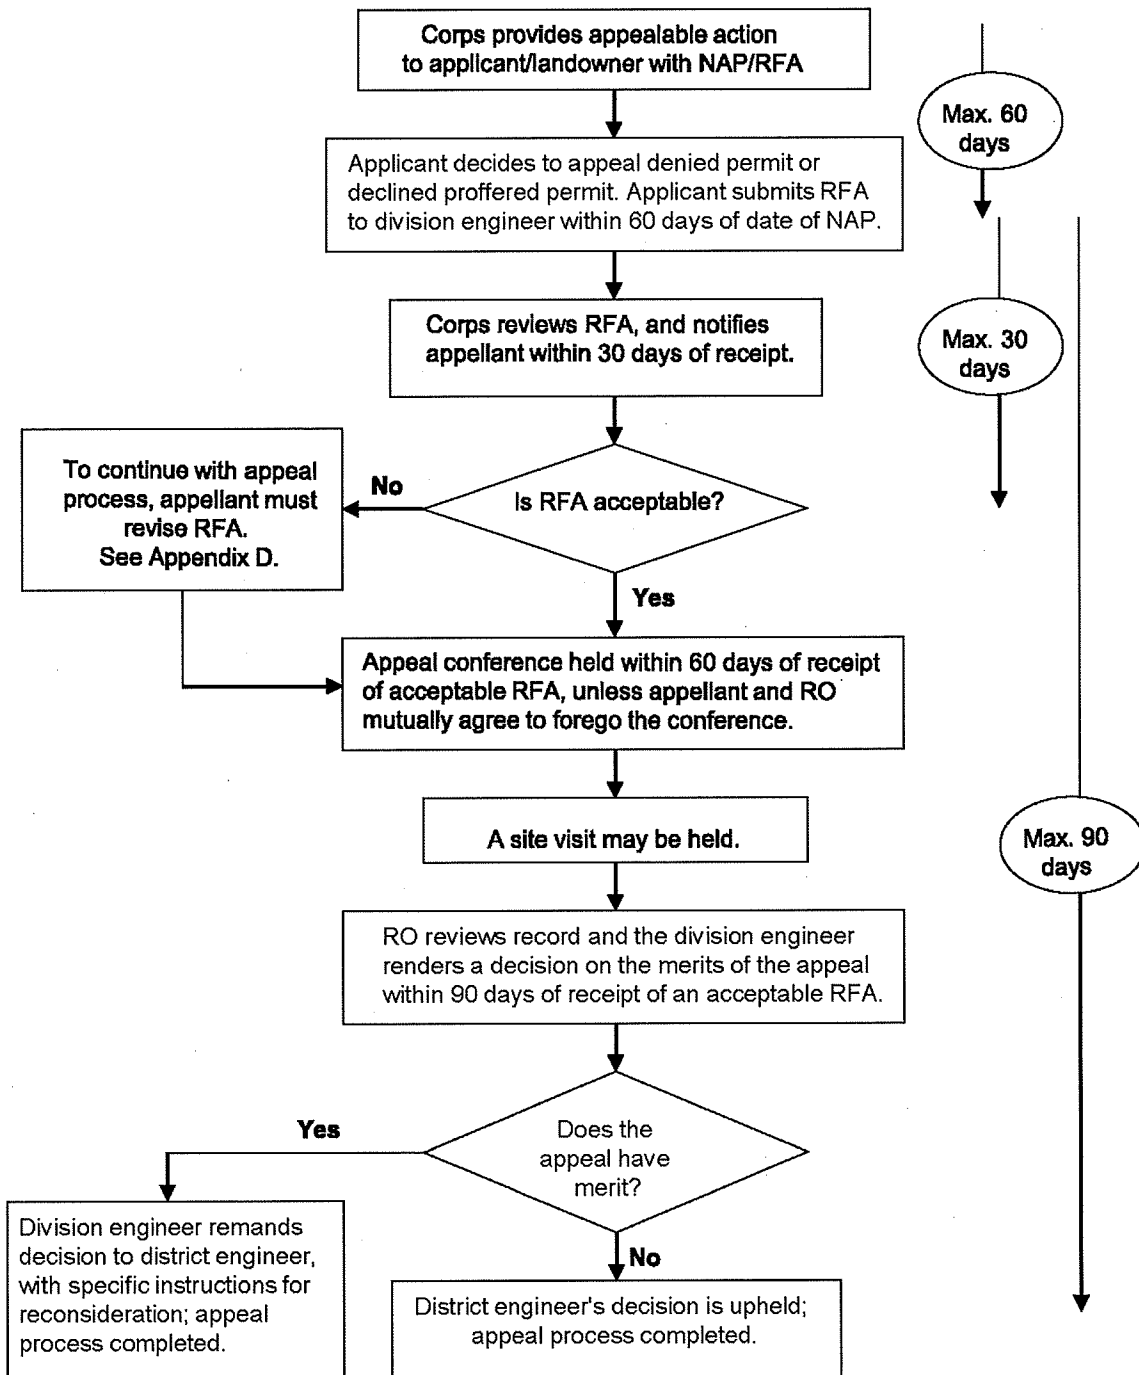 Corps provides appealable action
to applicant/landowner with NAP/RFA
Max. 60
days
Applicant decides to appeal denied permit or
declined proffered permit. Applicant submits RFA
to division engineer within 60 days of date of NAP.
Corps reviews RFA, and notifies
appellant within 30 days of receipt.
Max. 30
days
To continue with appeal
process, appellant must
revise RFA.
See Appendix D.
No
Is RFA acceptable?
Yes
Appeal conference held within 60 days of receipt
of acceptable RFA, unless appellant and RO
mutually agree to forego the conference.
A site visit may be held.
Max. 90
days
RO reviews record and the division engineer
renders a decision on the merits of the appeal
within 90 days of receipt of an acceptable RFA.
Yes
Does the
appeal have
merit?
Division engineer remands
decision to district engineer,
with specific instructions for
reconsideration; appeal
process completed.
No
District engineer's decision is upheld;
appeal process completed.